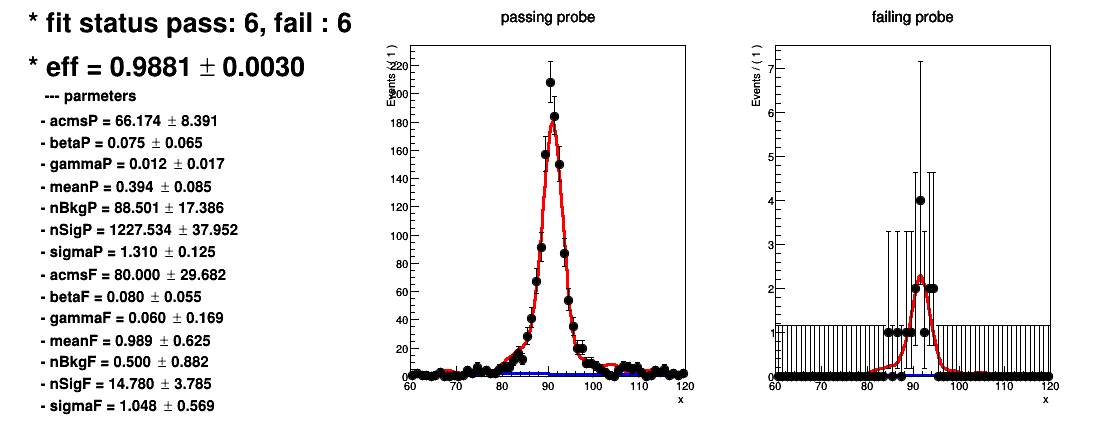 * fit status pass: 6, fail : 6
* eff = 0.9881 ± 0.0030
--- parmeters
- acmsP = 66.174 ± 8.391
- betaP = 0.075 ± 0.065
- gammaP = 0.012 ± 0.017
- meanP = 0.394 ± 0.085
- nBkgP = 88.501 ± 17.386
- nSigP = 1227.534 ± 37.952
- sigmaP = 1.310 ± 0.125
- acmsF = 80.000 ± 29.682
- betaF = 0.080 ± 0.055
- gammaF = 0.060 ± 0.169
- meanF = 0.989 ± 0.625
- nBkgF = 0.500 ± 0.882
- nSigF = 14.780 ± 3.785
- sigmaF = 1.048 ± 0.569
passing probe
Events / ( 1 )
220
200
180
160
140
120
100
80
60
40
20
0
60 70 80 90 100 110 120
x
failing probe
Events / ( 1 )
7
6
5
4
3
2
1
0
60 70 80 90 100 110 120
x